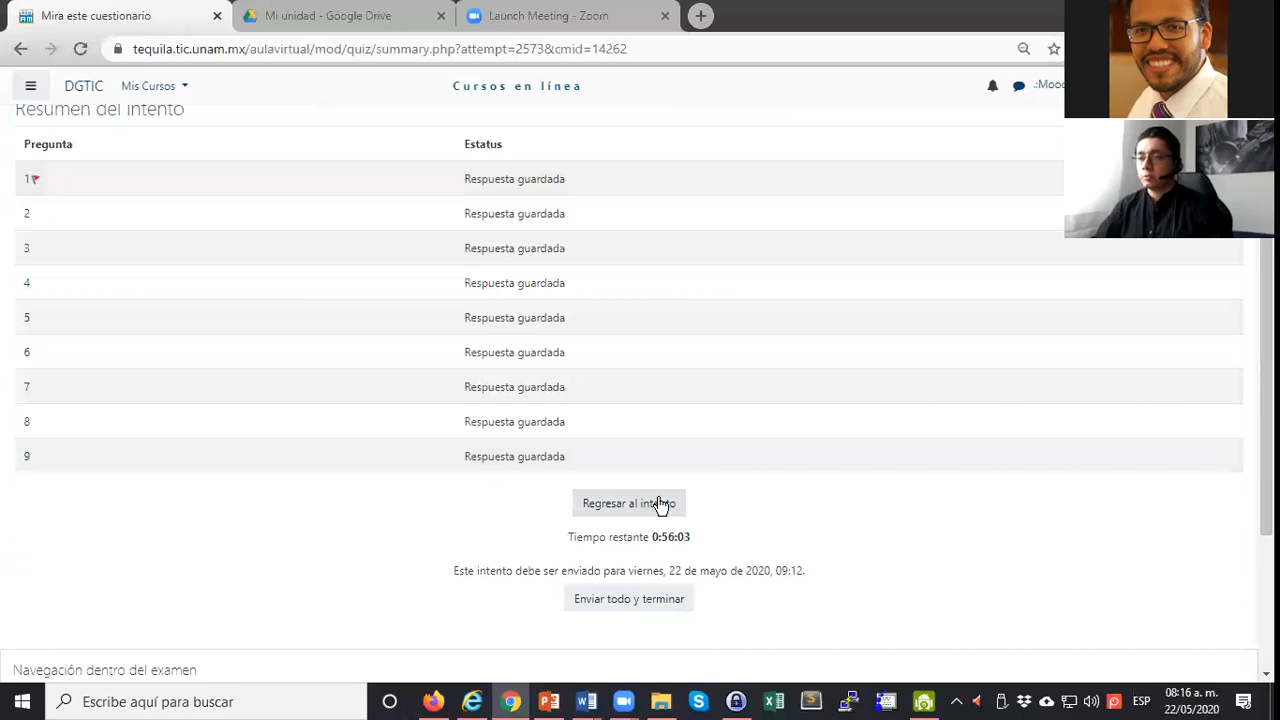 Mira este cuestionario
Mi unidad - Google Drive
Launch Meeting - Zoom
tequila.tic.unam.mx/aulavirtual/mod/quiz/summary.php?attempt=2573&cmid=14262
DGTIC
Mis Cursos
Cursos en línea
.:Mood
Resumen del intento
Pregunta
Estatus
1
Respuesta guardada
2
Respuesta guardada
3
Respuesta guardada
4
Respuesta guardada
5
Respuesta guardada
6
Respuesta guardada
7
Respuesta guardada
8
Respuesta guardada
9
Respuesta guardada
Regresar al intento
Tiempo restante 0:56:03
Este intento debe ser enviado para viernes, 22 de mayo de 2020, 09:12.
Enviar todo y terminar
Navegación dentro del examen
Escribe aquí para buscar
ESP
08:16 a. m.
22/05/2020